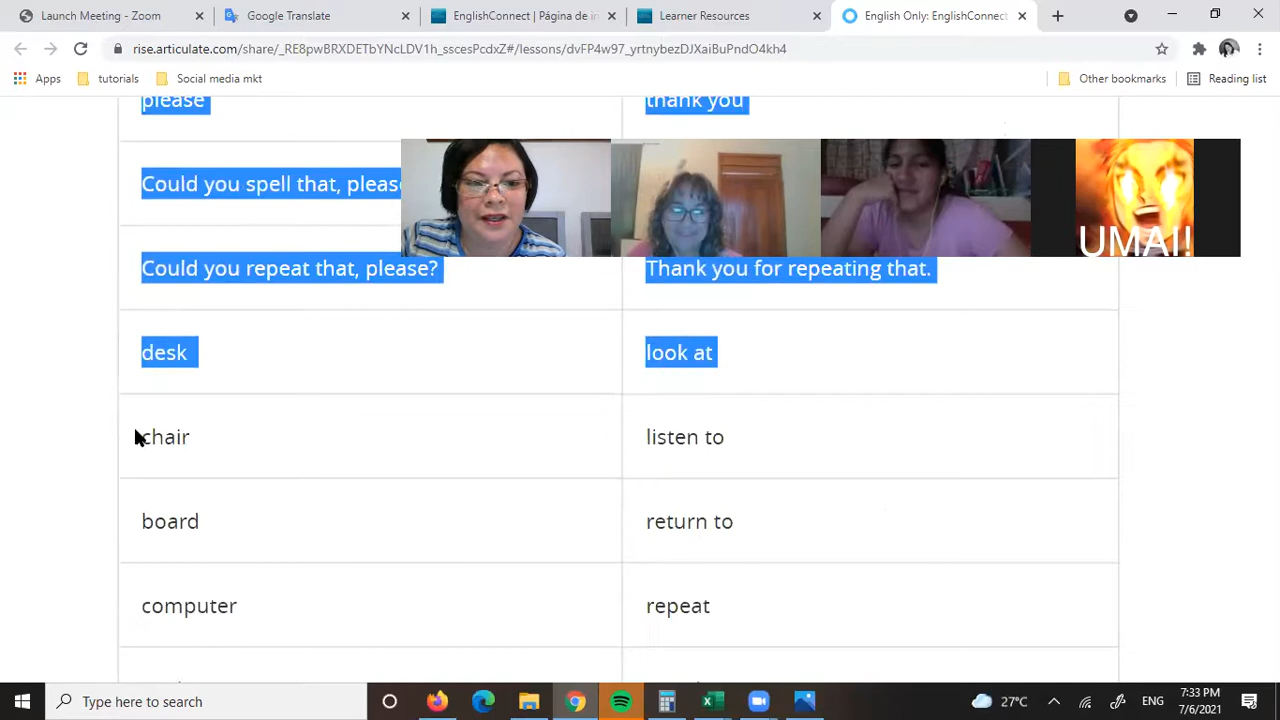 Launch Meeting - Zoom
Google Translate
EnglishConnect | Página de in
Learner Resources
English Only: EnglishConnect
rise.articulate.com/share/_RE8pwBRXDETbYNcLDV1h_sscesPcdxZ#/lessons/dvFP4w97_yrtnybezDJXaiBuPndO4kh4
Apps
tutorials
Social media mkt
Other bookmarks
Reading list
please
thank you
Could you spell that, please
UMAI!
Could you repeat that, please?
Thank you for repeating that.
desk
look at
chair
listen to
board
return to
computer
repeat
Type here to search
27°C
ENG
7:33 PM
7/6/2021